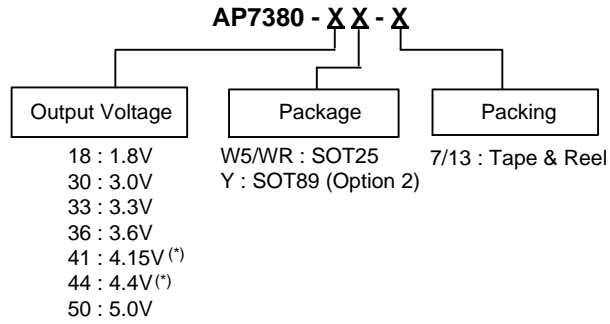 AP7380 - X X - X
Output Voltage
Package
Packing
18 : 1.8V
30 : 3.0V
33 : 3.3V
36 : 3.6V
41 : 4.15V (*)
44 : 4.4V (*)
50 : 5.0V
W5/WR : SOT25
Y : SOT89 (Option 2)
7/13 : Tape & Reel